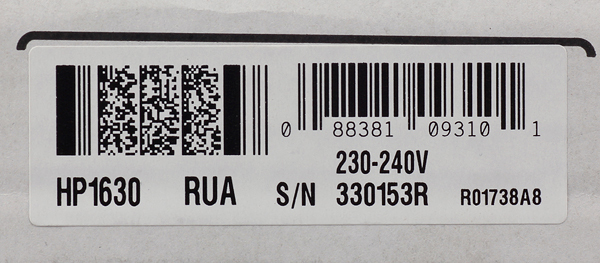 0 88381 09310 1
230-240V
HP1630 RUA S/N 330153R R01738A8